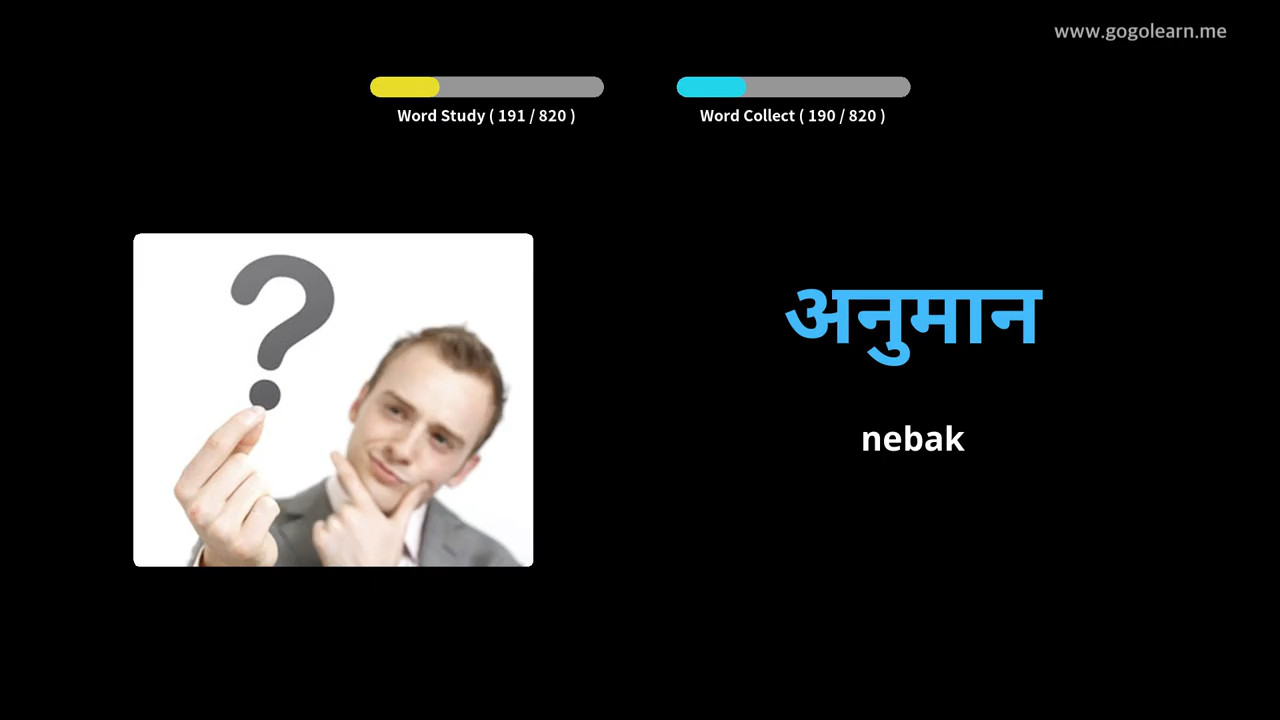 www.gogolearn.me
Word Study ( 191 / 820 )
Word Collect ( 190 / 820 )
?
अनुमान
nebak